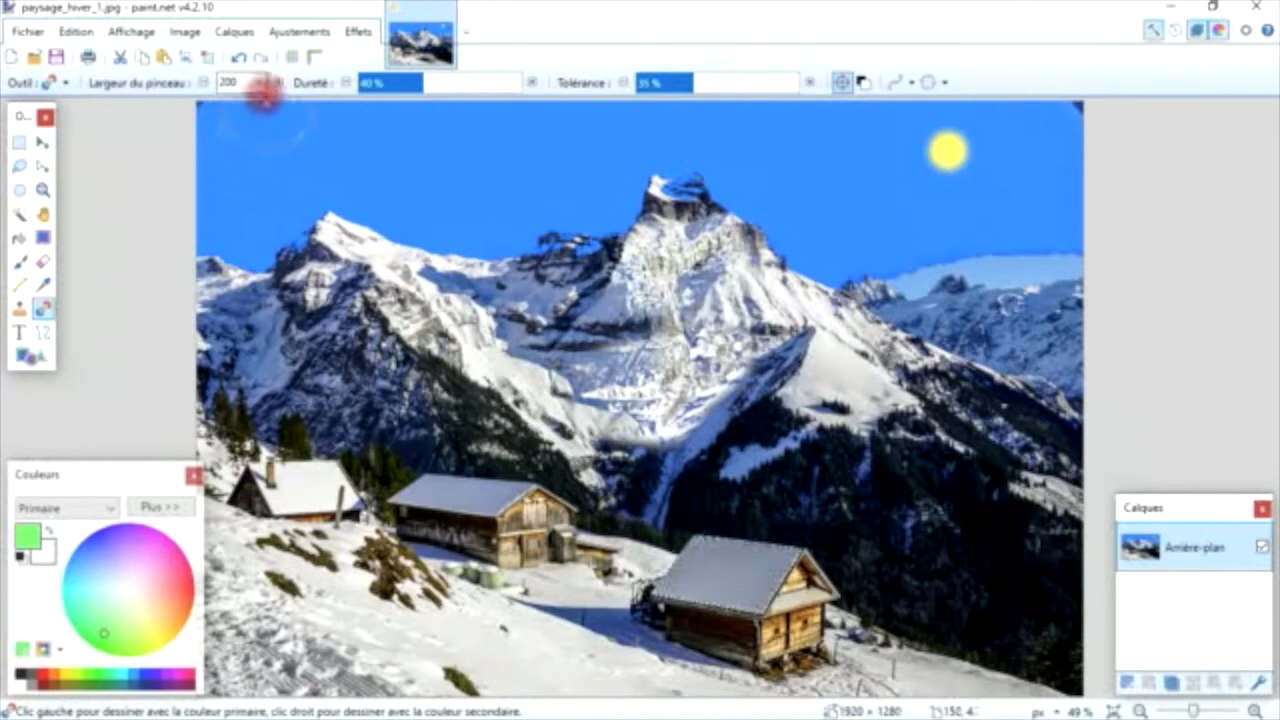 paysage_hiver_1.jpg - paint.net v4.2.10
Fichier Edition Affichage Image Calques Ajustements Effets
Outil : Largeur du pinceau : 200 Dureté : 40 % Tolérance : 35 %
O...
T
Couleurs
Primaire Plus >>
Calques
Arrière-plan
Clic gauche pour dessiner avec la couleur primaire, clic droit pour dessiner avec la couleur secondaire. 1920 × 1280 px 49 %